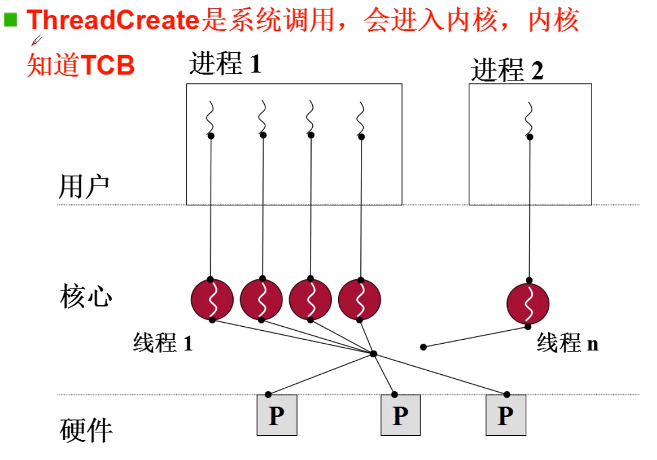 ThreadCreate是系统调用，会进入内核，内核
知道TCB
进程 1
进程 2
用户
核心
线程 1
线程 n
P
P
P
硬件